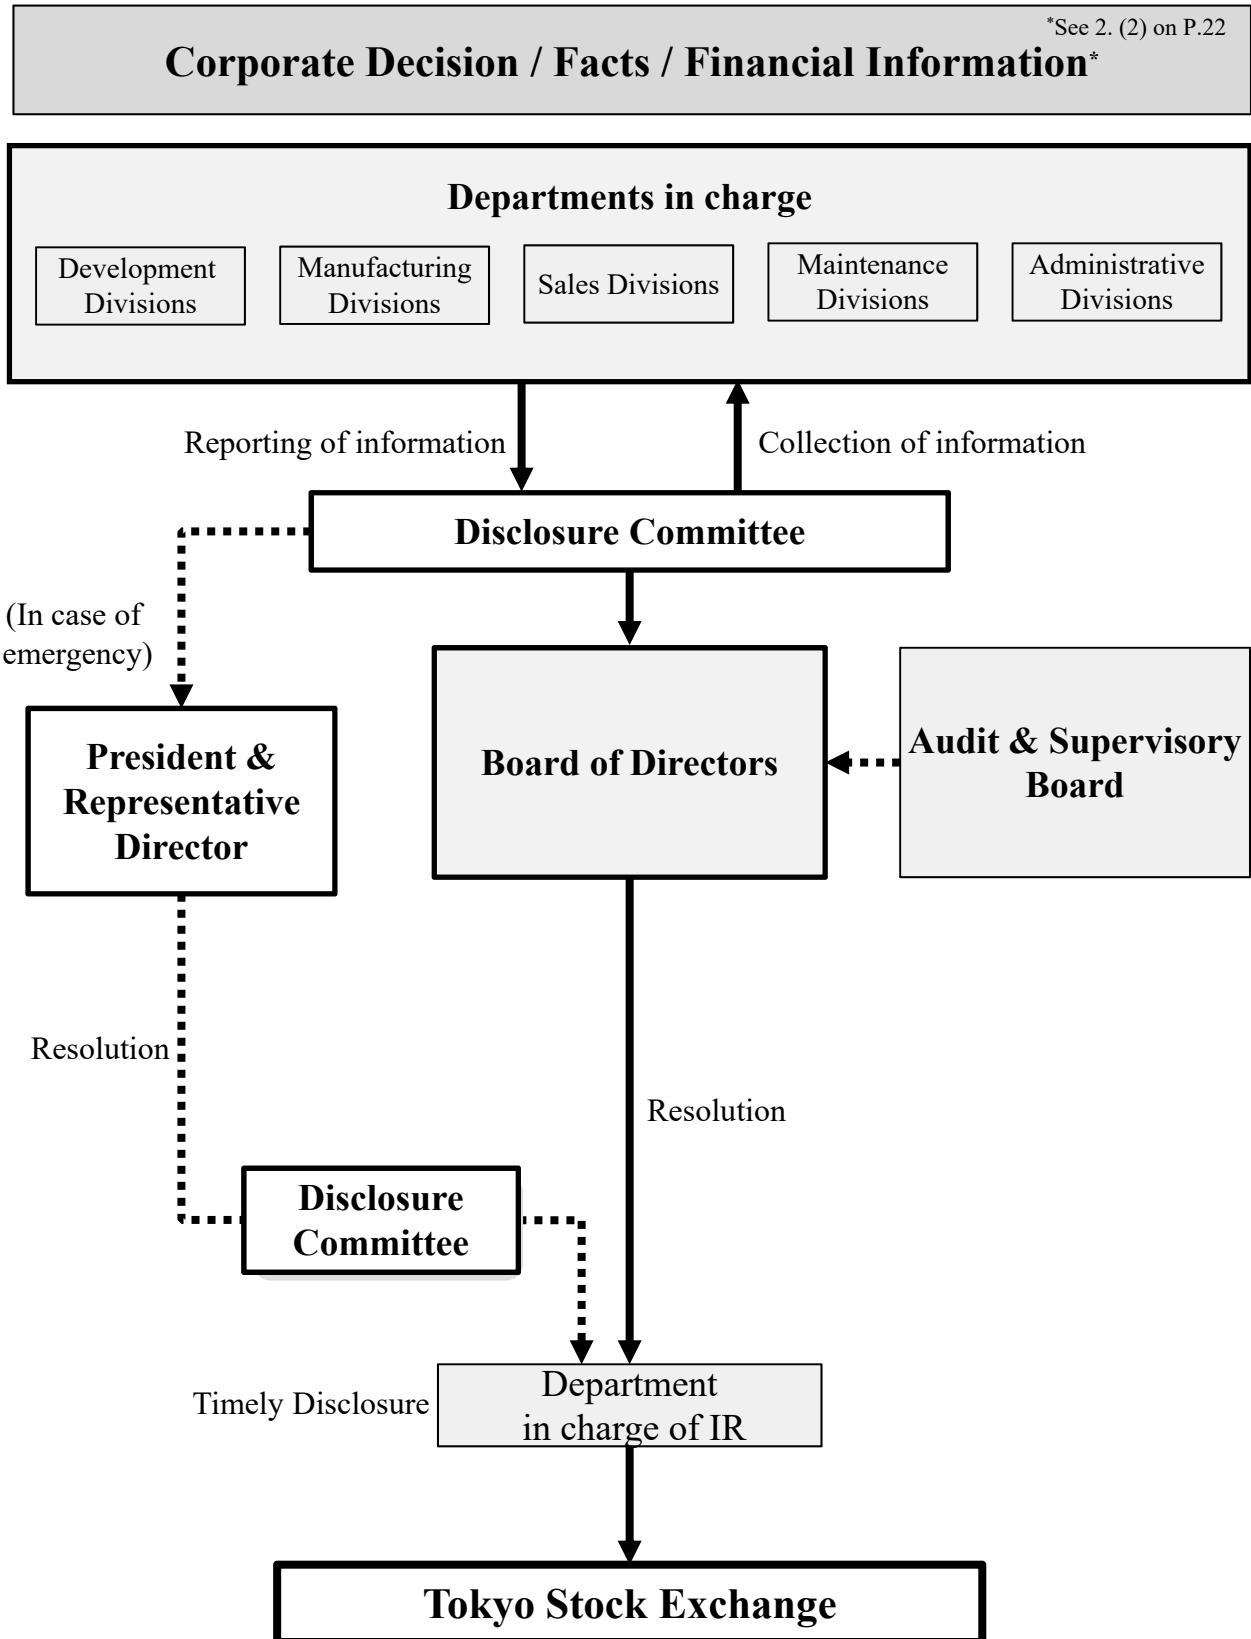 *See 2. (2) on P.22
Corporate Decision / Facts / Financial Information*
Departments in charge
Development
Divisions
Manufacturing
Divisions
Sales Divisions
Maintenance
Divisions
Administrative
Divisions
Reporting of information
Collection of information
Disclosure Committee
(In case of
emergency)
President &
Representative
Director
Board of Directors
Audit & Supervisory
Board
Resolution
Resolution
Disclosure
Committee
Timely Disclosure
Department
in charge of IR
Tokyo Stock Exchange